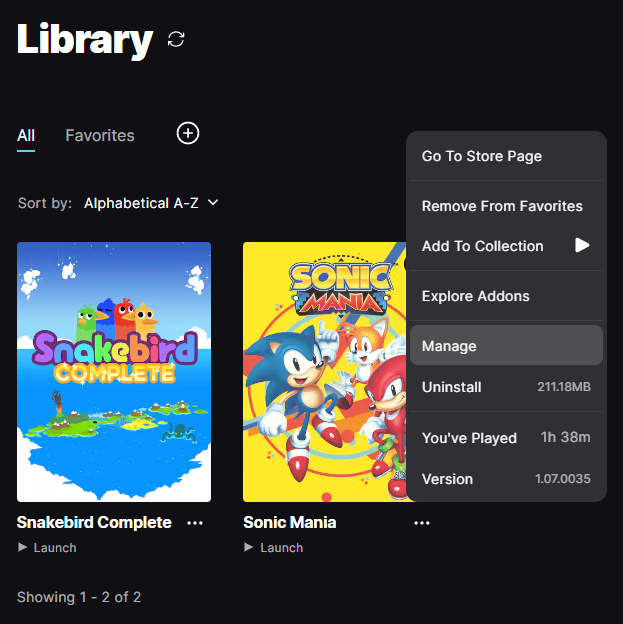 Library
All Favorites
Sort by: Alphabetical A-Z
Snakebird
COMPLETE
SONIC
MANIA
Go To Store Page
Remove From Favorites
Add To Collection
Explore Addons
Manage
Uninstall 211.18MB
You've Played 1h 38m
Version 1.07.0035
Snakebird Complete
Launch
Sonic Mania
Launch
Showing 1 - 2 of 2